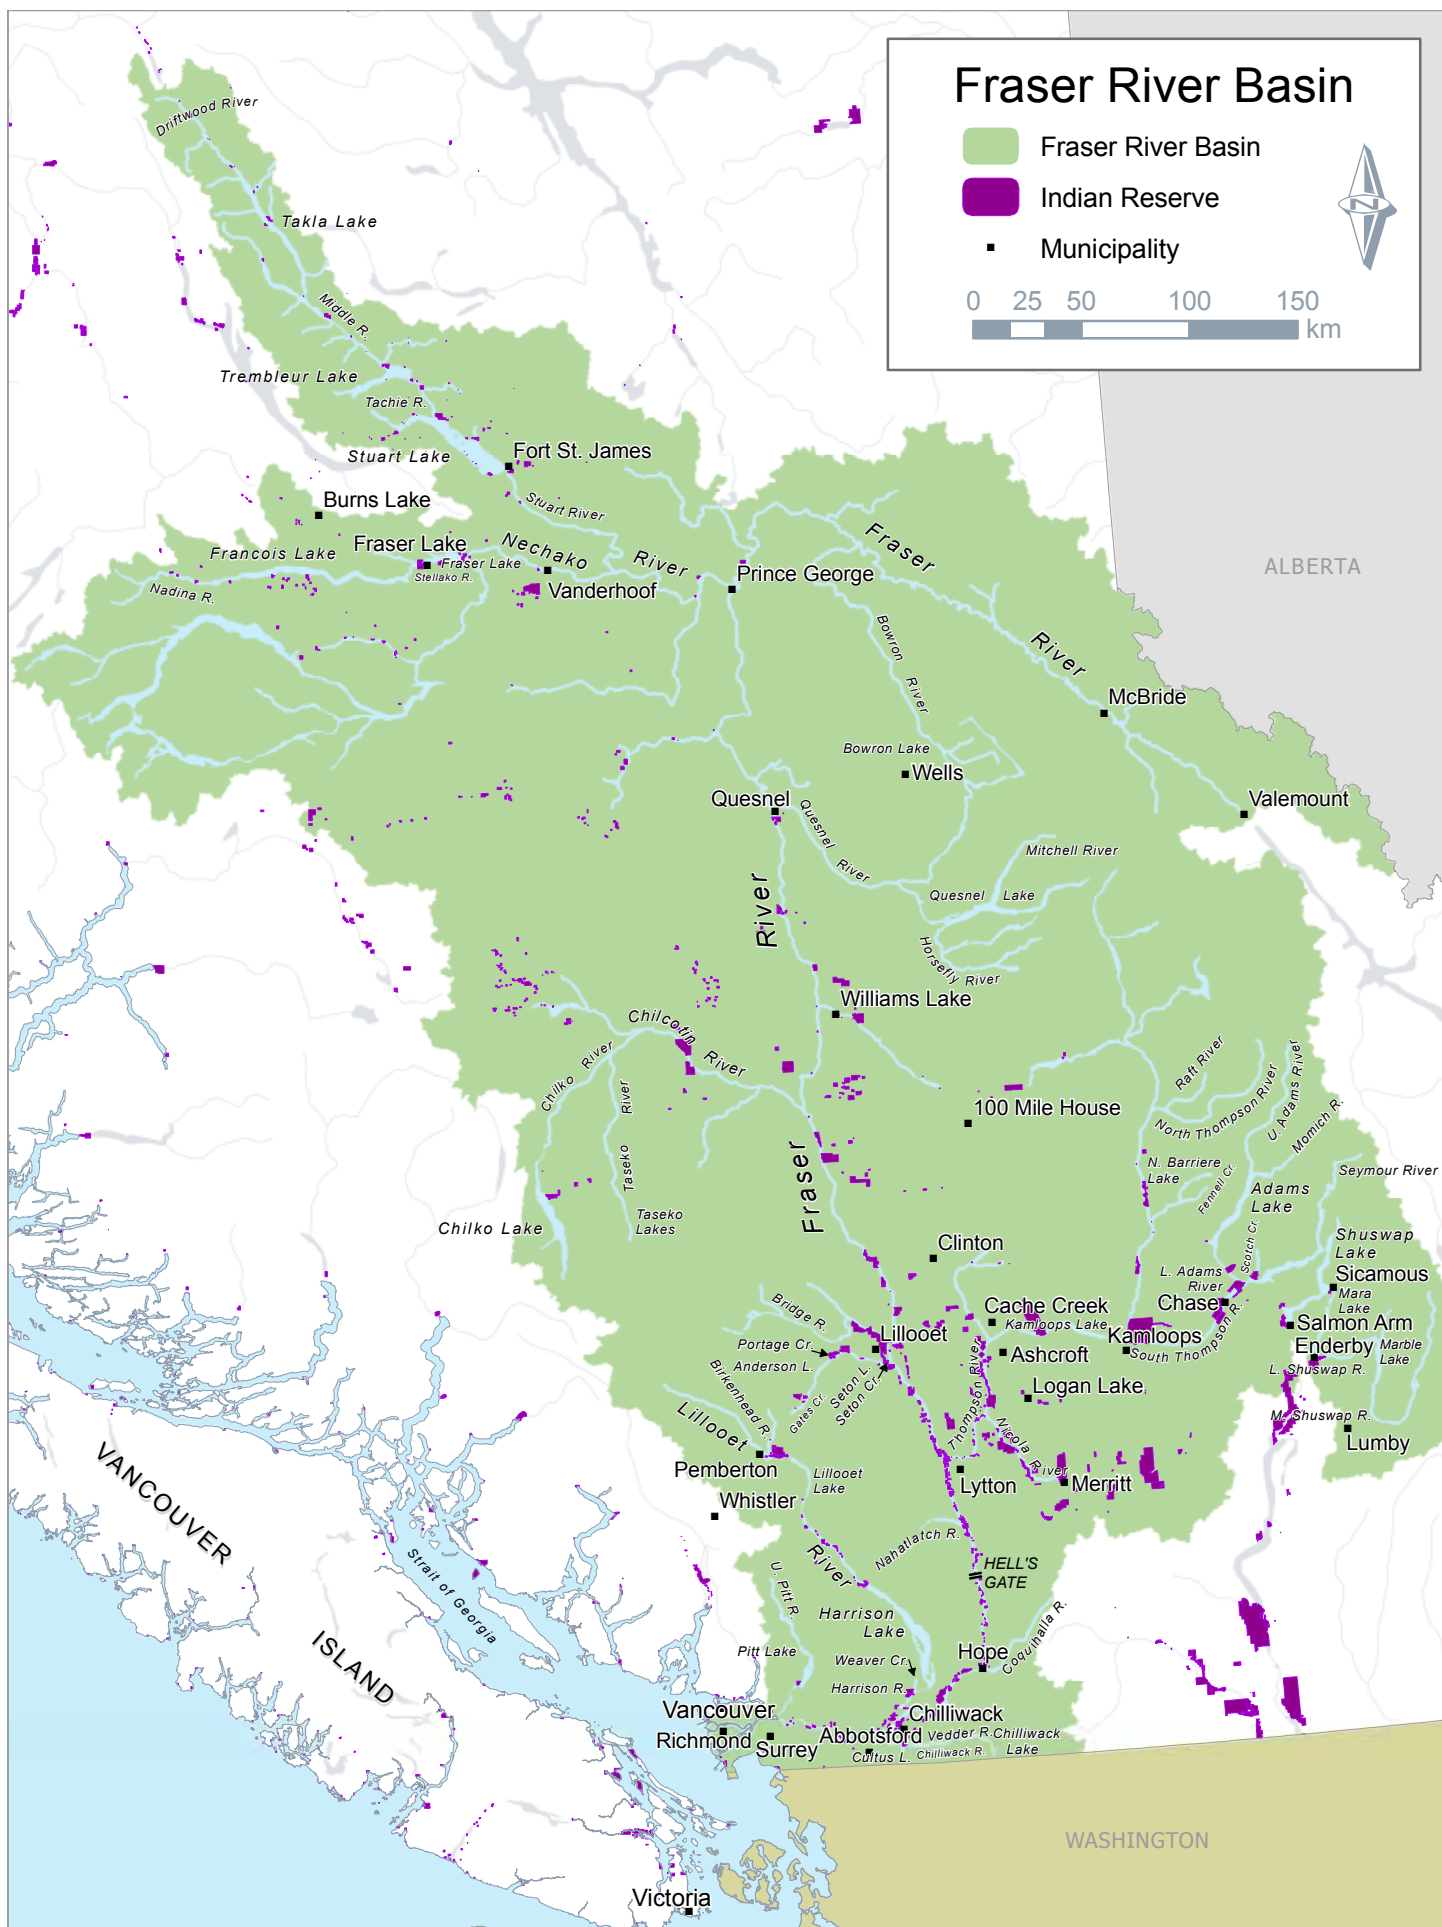 Fraser River Basin
Fraser River Basin
Indian Reserve
Municipality
N
0 25 50 100 150
km
Driftwood River
Takla Lake
Middle R.
Trembleur Lake
Tachie R.
Stuart Lake
Fort St. James
Burns Lake
Stuart River
Francois Lake
Fraser Lake
Fraser Lake
Stellako R.
Nechako River
Nadina R.
Vanderhoof
Prince George
Fraser River
ALBERTA
Bowron River
McBride
Bowron Lake
Wells
Quesnel
Valemount
Quesnel River
Mitchell River
Quesnel Lake
River
Horsefly River
Williams Lake
Chilcotin River
Chilko River
Taseko River
Raft River
North Thompson River
U. Adams River
Momich R.
100 Mile House
Fraser
N. Barriere
Lake
Fennell Cr.
Seymour River
Adams
Lake
Taseko
Lakes
Chilko Lake
Scotch Cr.
Shuswap
Lake
Clinton
L. Adams
River
Sicamous
Mara
Lake
Chase
Bridge R.
Cache Creek
Kamloops Lake
Kamloops
South Thompson R.
Salmon Arm
Enderby
Marble
Lake
Lillooet
Portage Cr.
Anderson L.
Ashcroft
L. Shuswap R.
Seton L.
Seton Cr.
Gates Cr.
Birkenhead R.
Thompson River
Logan Lake
M. Shuswap R.
Lumby
Lillooet
Nicola River
Pemberton
Lillooet
Lake
Lytton
Merritt
Whistler
VANCOUVER
Strait of Georgia
Nahatlatch R.
River
HELL'S
GATE
U. Pitt R.
Harrison
Lake
Coquihalla R.
ISLAND
Pitt Lake
Weaver Cr.
Hope
Harrison R.
Vancouver
Chilliwack
Richmond
Surrey
Abbotsford
Vedder R.
Chilliwack
Lake
Cultus L.
Chilliwack R.
WASHINGTON
Victoria